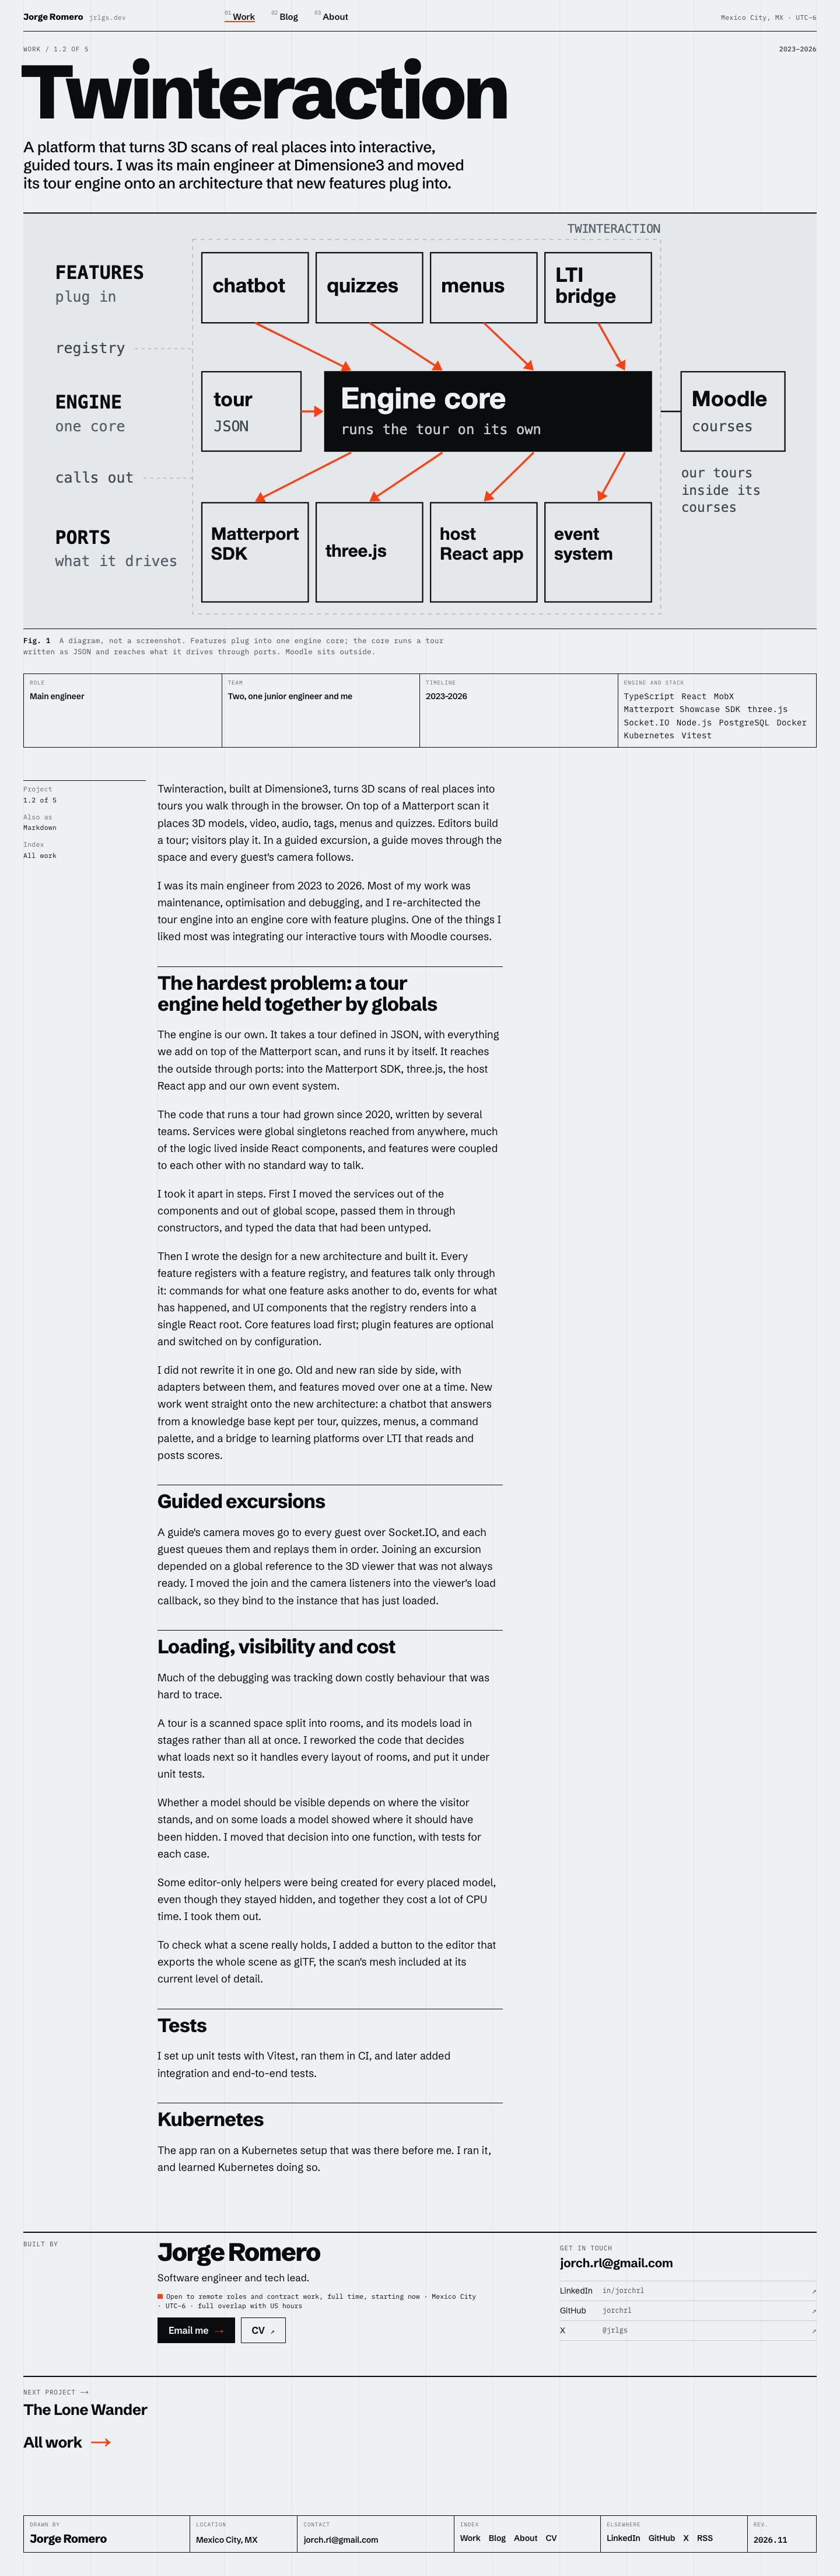 Jorge Romero jrlgs.dev
01 Work 02 Blog 03 About
Mexico City, MX · UTC−6
WORK / 1.2 OF 5
2023–2026
Twinteraction
A platform that turns 3D scans of real places into interactive,
guided tours. I was its main engineer at Dimensione3 and moved
its tour engine onto an architecture that new features plug into.
TWINTERACTION
FEATURES
plug in
chatbot
quizzes
menus
LTI
bridge
registry
ENGINE
one core
tour
JSON
Engine core
runs the tour on its own
Moodle
courses
calls out
our tours
inside its
courses
PORTS
what it drives
Matterport
SDK
three.js
host
React app
event
system
Fig. 1 A diagram, not a screenshot. Features plug into one engine core; the core runs a tour
written as JSON and reaches what it drives through ports. Moodle sits outside.
ROLE
Main engineer
TEAM
Two, one junior engineer and me
TIMELINE
2023–2026
ENGINE AND STACK
TypeScript React MobX
Matterport Showcase SDK three.js
Socket.IO Node.js PostgreSQL Docker
Kubernetes Vitest
Project
1.2 of 5
Also as
Markdown
Index
All work
Twinteraction, built at Dimensione3, turns 3D scans of real places into
tours you walk through in the browser. On top of a Matterport scan it
places 3D models, video, audio, tags, menus and quizzes. Editors build
a tour; visitors play it. In a guided excursion, a guide moves through the
space and every guest's camera follows.
I was its main engineer from 2023 to 2026. Most of my work was
maintenance, optimisation and debugging, and I re-architected the
tour engine into an engine core with feature plugins. One of the things I
liked most was integrating our interactive tours with Moodle courses.
The hardest problem: a tour
engine held together by globals
The engine is our own. It takes a tour defined in JSON, with everything
we add on top of the Matterport scan, and runs it by itself. It reaches
the outside through ports: into the Matterport SDK, three.js, the host
React app and our own event system.
The code that runs a tour had grown since 2020, written by several
teams. Services were global singletons reached from anywhere, much
of the logic lived inside React components, and features were coupled
to each other with no standard way to talk.
I took it apart in steps. First I moved the services out of the
components and out of global scope, passed them in through
constructors, and typed the data that had been untyped.
Then I wrote the design for a new architecture and built it. Every
feature registers with a feature registry, and features talk only through
it: commands for what one feature asks another to do, events for what
has happened, and UI components that the registry renders into a
single React root. Core features load first; plugin features are optional
and switched on by configuration.
I did not rewrite it in one go. Old and new ran side by side, with
adapters between them, and features moved over one at a time. New
work went straight onto the new architecture: a chatbot that answers
from a knowledge base kept per tour, quizzes, menus, a command
palette, and a bridge to learning platforms over LTI that reads and
posts scores.
Guided excursions
A guide's camera moves go to every guest over Socket.IO, and each
guest queues them and replays them in order. Joining an excursion
depended on a global reference to the 3D viewer that was not always
ready. I moved the join and the camera listeners into the viewer's load
callback, so they bind to the instance that has just loaded.
Loading, visibility and cost
Much of the debugging was tracking down costly behaviour that was
hard to trace.
A tour is a scanned space split into rooms, and its models load in
stages rather than all at once. I reworked the code that decides
what loads next so it handles every layout of rooms, and put it under
unit tests.
Whether a model should be visible depends on where the visitor
stands, and on some loads a model showed where it should have
been hidden. I moved that decision into one function, with tests for
each case.
Some editor-only helpers were being created for every placed model,
even though they stayed hidden, and together they cost a lot of CPU
time. I took them out.
To check what a scene really holds, I added a button to the editor that
exports the whole scene as glTF, the scan's mesh included at its
current level of detail.
Tests
I set up unit tests with Vitest, ran them in CI, and later added
integration and end-to-end tests.
Kubernetes
The app ran on a Kubernetes setup that was there before me. I ran it,
and learned Kubernetes doing so.
BUILT BY
Jorge Romero
Software engineer and tech lead.
Open to remote roles and contract work, full time, starting now · Mexico City
· UTC−6 · full overlap with US hours
Email me →
CV ↗
GET IN TOUCH
jorch.rl@gmail.com
LinkedIn in/jorchrl ↗
GitHub jorchrl ↗
X @jrlgs ↗
NEXT PROJECT ⟶
The Lone Wander
All work →
DRAWN BY
Jorge Romero
LOCATION
Mexico City, MX
CONTACT
jorch.rl@gmail.com
INDEX
Work Blog About CV
ELSEWHERE
LinkedIn GitHub X RSS
REV.
2026.11